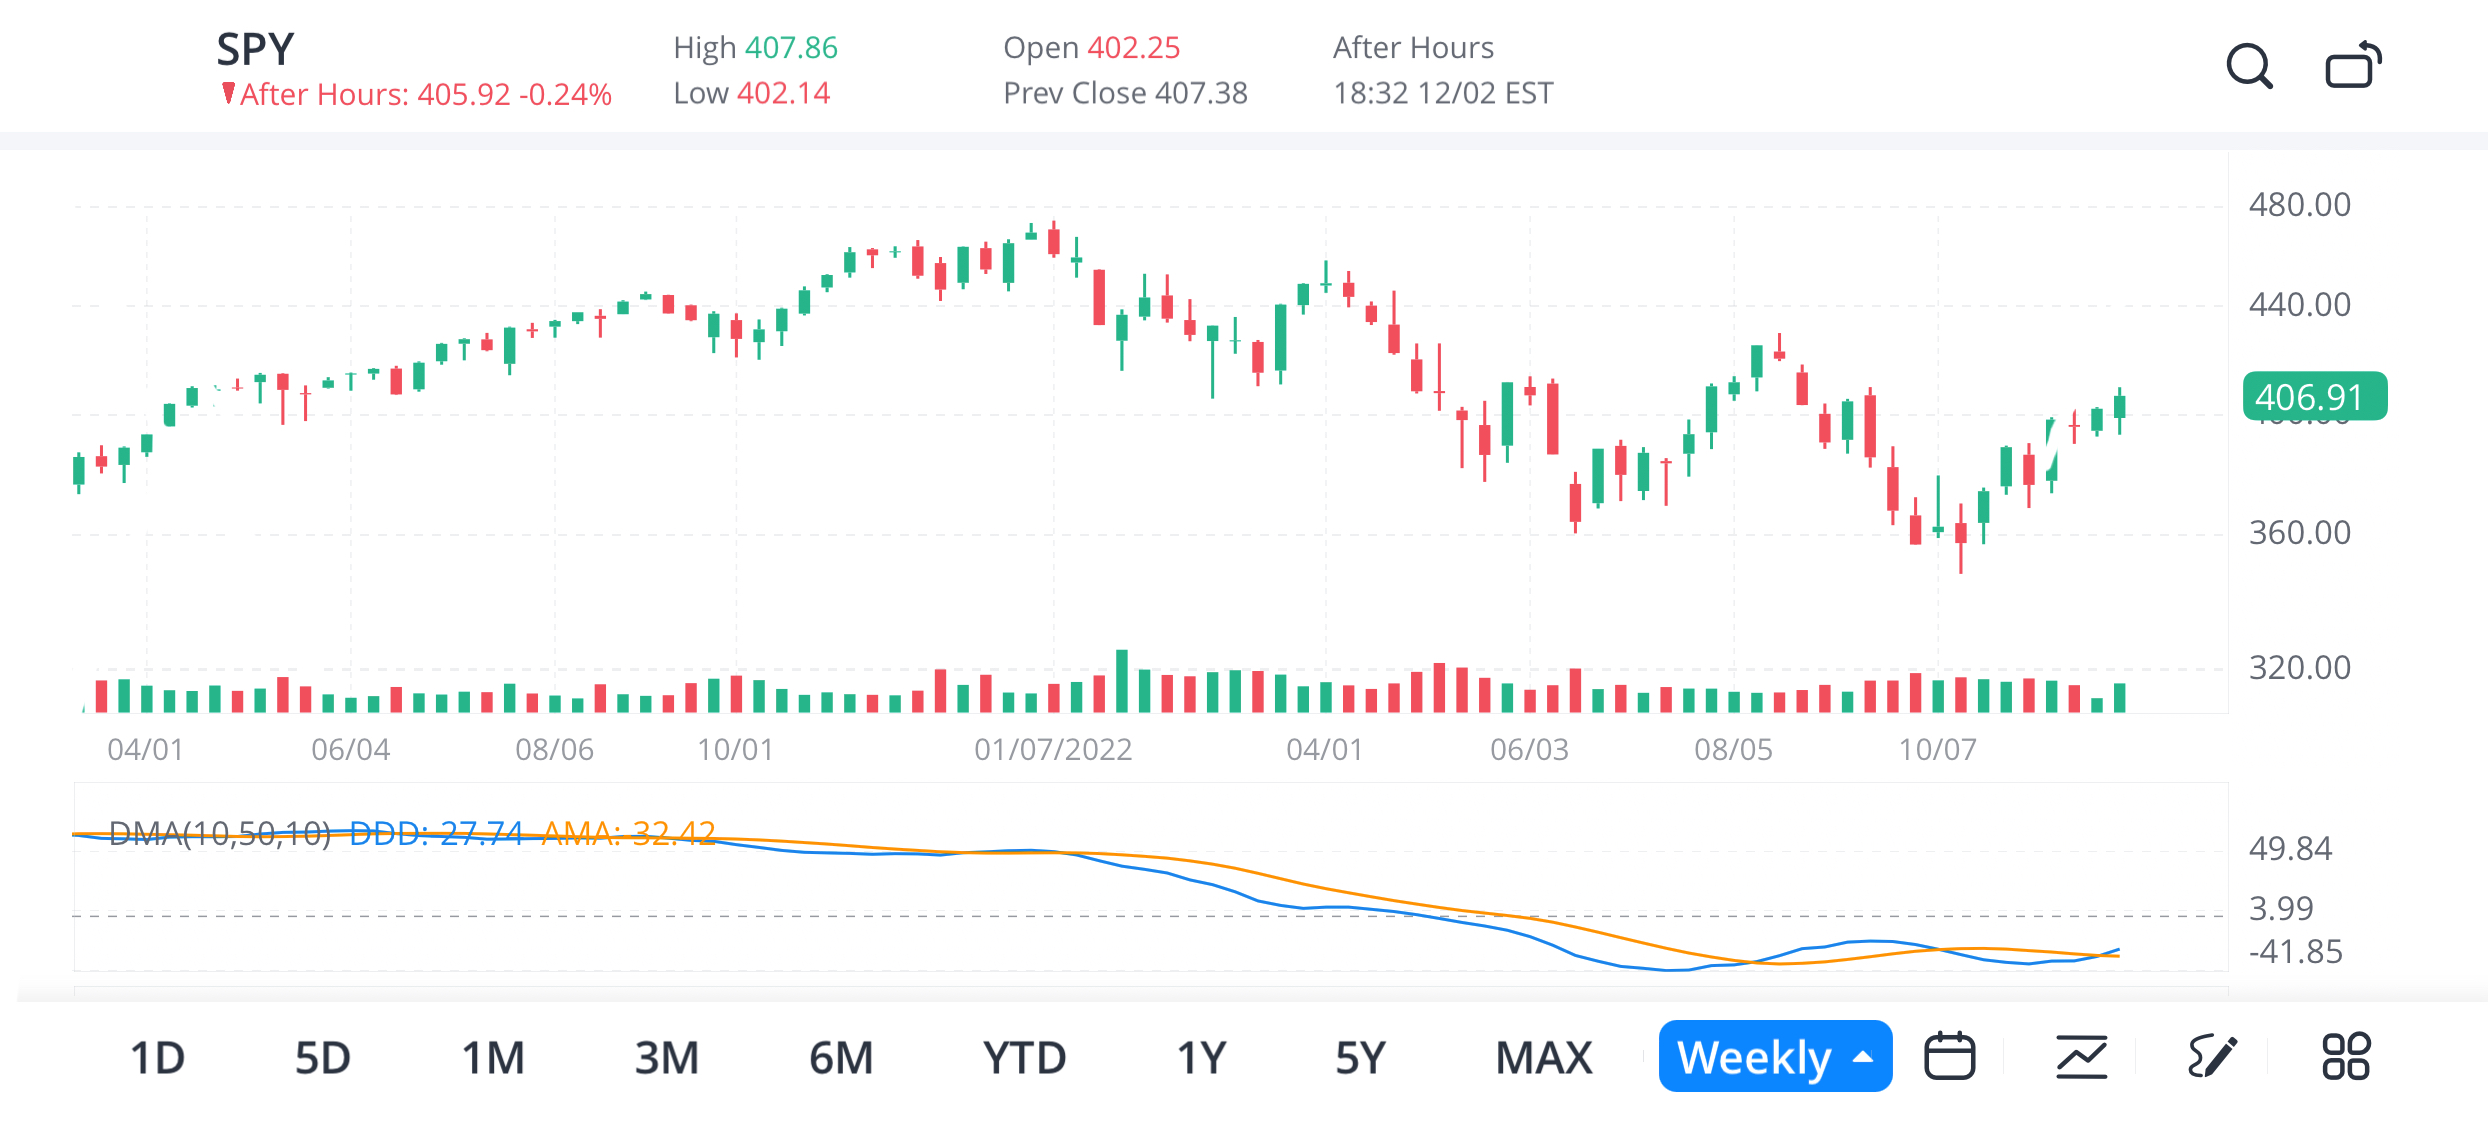 SPY
After Hours: 405.92 -0.24%
High 407.86
Low 402.14
Open 402.25
Prev Close 407.38
After Hours
18:32 12/02 EST
480.00
440.00
406.91
360.00
320.00
04/01 06/04 08/06 10/01 01/07/2022 04/01 06/03 08/05 10/07
DMA(10,50,10) DDD: 27.74 AMA: 32.42
49.84
3.99
-41.85
1D 5D 1M 3M 6M YTD 1Y 5Y MAX Weekly